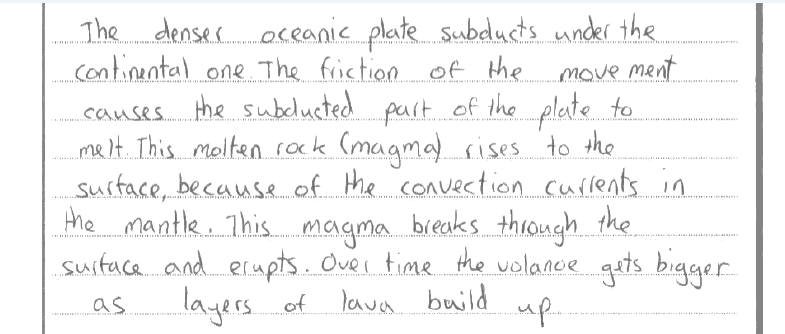 The denser oceanic plate subducts under the
continental one. The friction of the move ment
causes the subducted part of the plate to
melt. This molten rock (magma) rises to the
surface, because of the convection currents in
the mantle. This magma breaks through the
surface and erupts. Over time the volanoe gets bigger
as layers of lava build up.